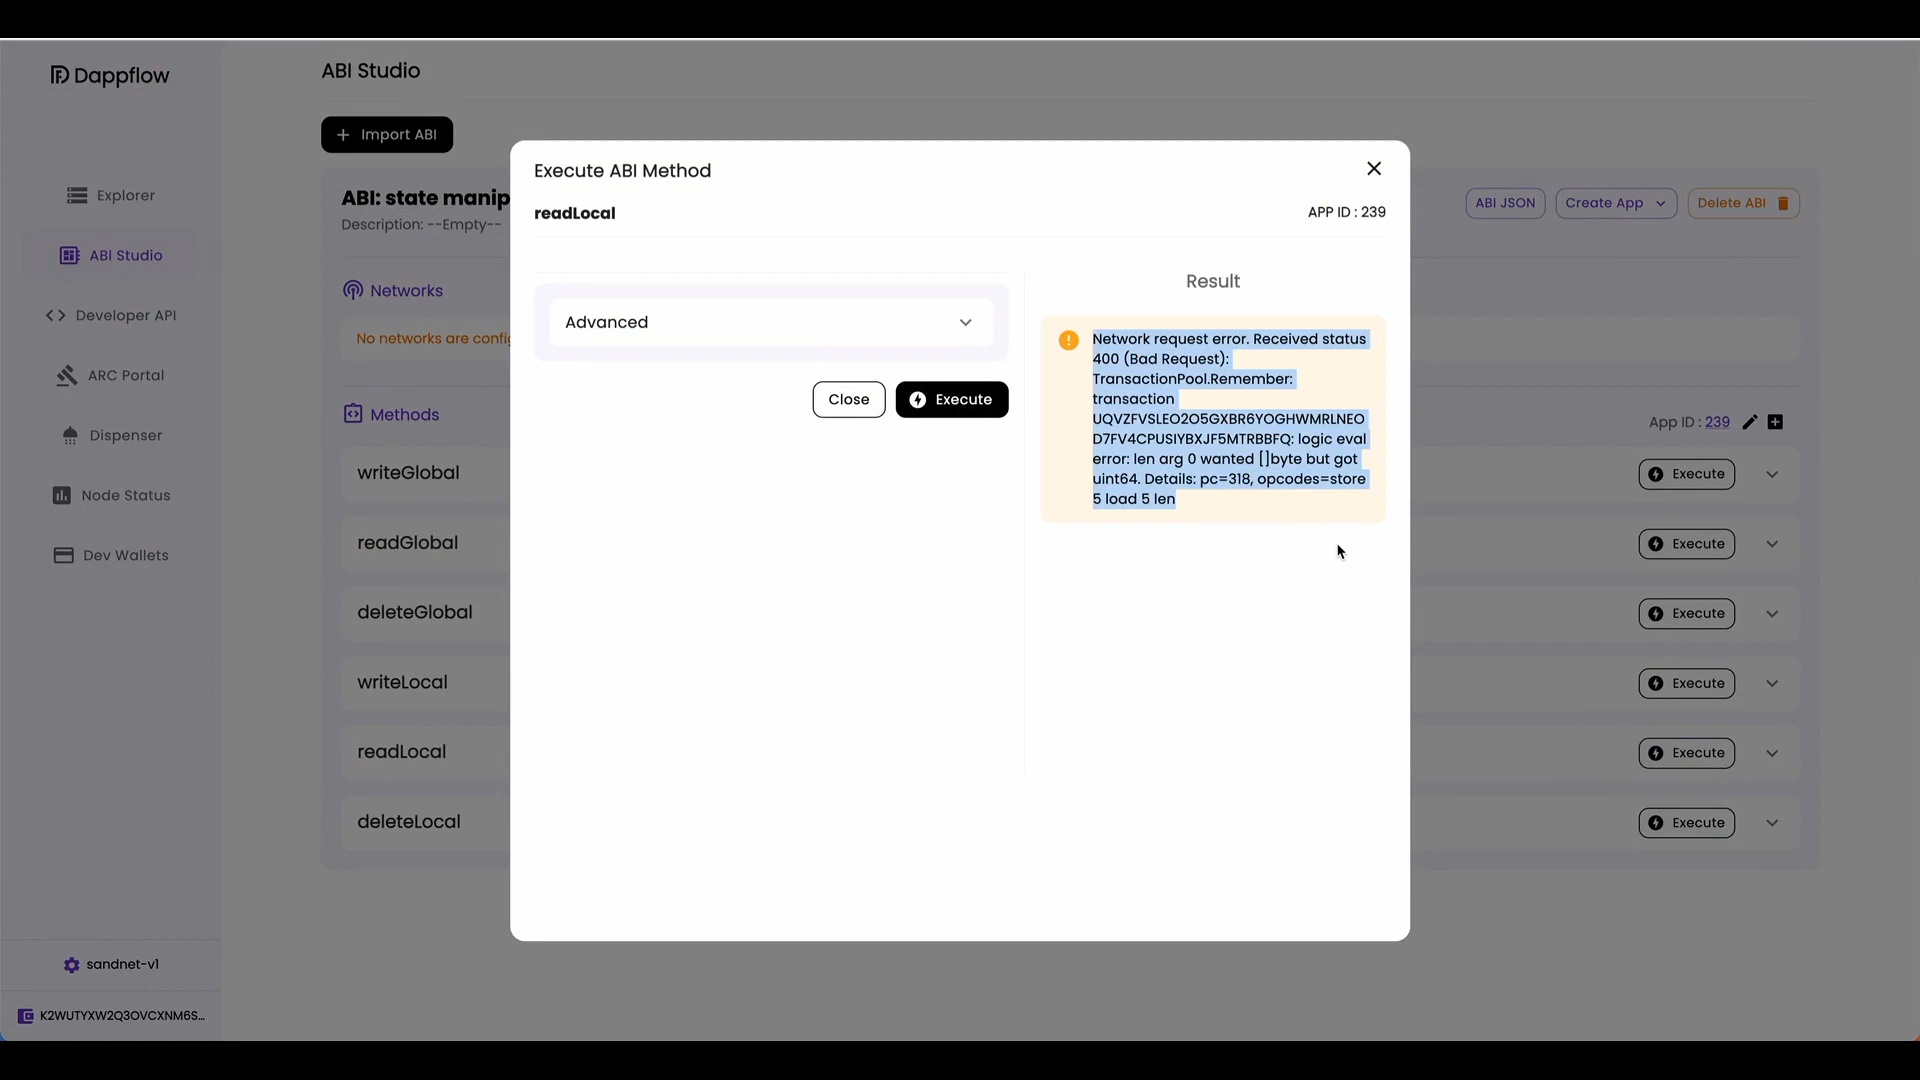 Dappflow
ABI Studio
Import ABI
Explorer
ABI Studio
Developer API
ARC Portal
Dispenser
Node Status
Dev Wallets
sandnet-v1
K2WUTYXW2Q3OVCXNM6S...
ABI: state manip
Description: --Empty--
ABI JSON
Create App
Delete ABI
Networks
No networks are config
Methods
App ID : 239
writeGlobal
Execute
readGlobal
Execute
deleteGlobal
Execute
writeLocal
Execute
readLocal
Execute
deleteLocal
Execute
Execute ABI Method
readLocal
APP ID : 239
Advanced
Close
Execute
Result
Network request error. Received status
400 (Bad Request):
TransactionPool.Remember:
transaction
UQVZFVSLEO2O5GXBR6YOGHWMRLNEO
D7FV4CPUSIYBXJF5MTRBBFQ: logic eval
error: len arg 0 wanted []byte but got
uint64. Details: pc=318, opcodes=store
5 load 5 len